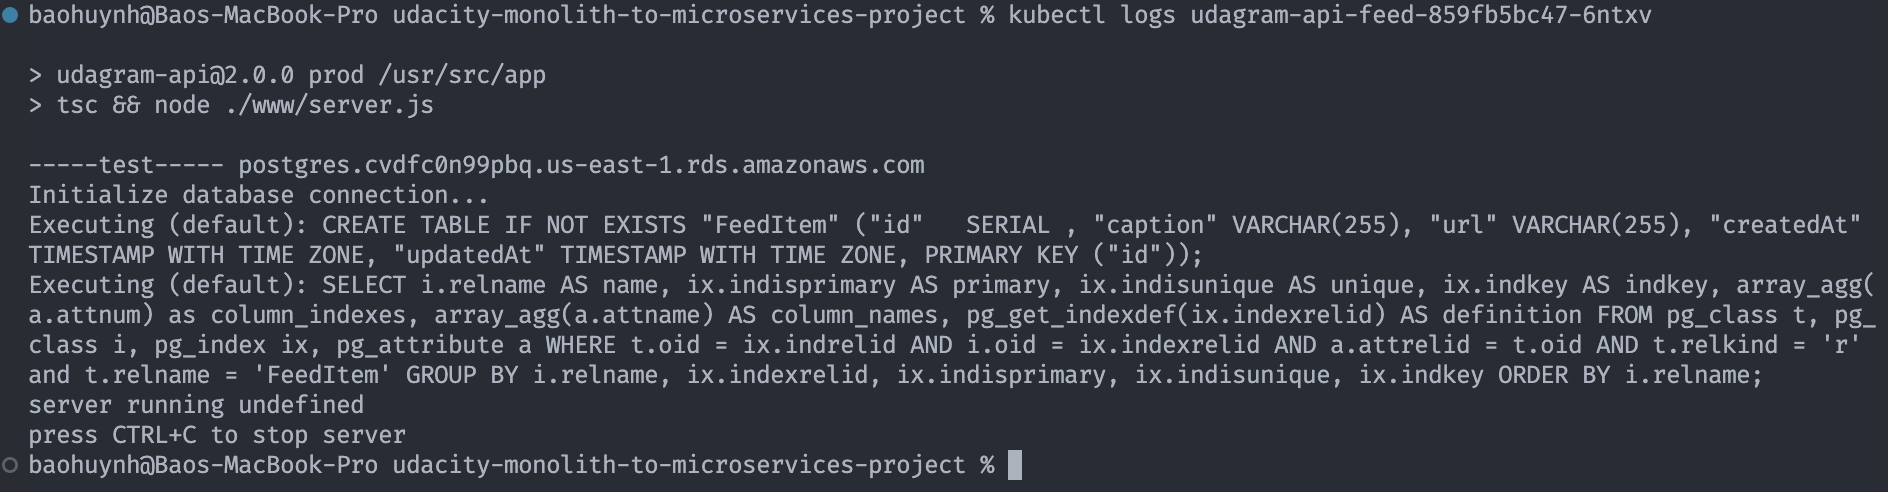 baohuynh@Baos-MacBook-Pro udacity-monolith-to-microservices-project % kubectl logs udagram-api-feed-859fb5bc47-6ntxv
> udagram-api@2.0.0 prod /usr/src/app
> tsc && node ./www/server.js
-----test----- postgres.cvdfc0n99pbq.us-east-1.rds.amazonaws.com
Initialize database connection...
Executing (default): CREATE TABLE IF NOT EXISTS "FeedItem" ("id"   SERIAL , "caption" VARCHAR(255), "url" VARCHAR(255), "createdAt"
TIMESTAMP WITH TIME ZONE, "updatedAt" TIMESTAMP WITH TIME ZONE, PRIMARY KEY ("id"));
Executing (default): SELECT i.relname AS name, ix.indisprimary AS primary, ix.indisunique AS unique, ix.indkey AS indkey, array_agg(
a.attnum) as column_indexes, array_agg(a.attname) AS column_names, pg_get_indexdef(ix.indexrelid) AS definition FROM pg_class t, pg_
class i, pg_index ix, pg_attribute a WHERE t.oid = ix.indrelid AND i.oid = ix.indexrelid AND a.attrelid = t.oid AND t.relkind = 'r'
and t.relname = 'FeedItem' GROUP BY i.relname, ix.indexrelid, ix.indisprimary, ix.indisunique, ix.indkey ORDER BY i.relname;
server running undefined
press CTRL+C to stop server
baohuynh@Baos-MacBook-Pro udacity-monolith-to-microservices-project %